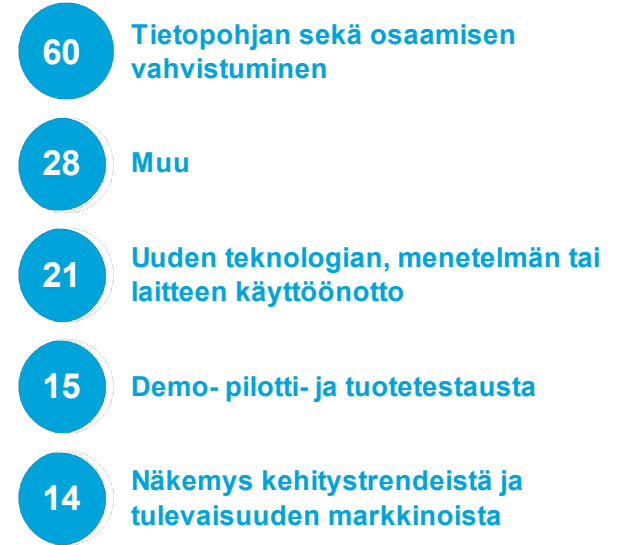 60
Tietopohjan sekä osaamisen
vahvistuminen
28
Muu
21
Uuden teknologian, menetelmän tai
laitteen käyttöönotto
15
Demo- pilotti- ja tuotetestausta
14
Näkemys kehitystrendeistä ja
tulevaisuuden markkinoista